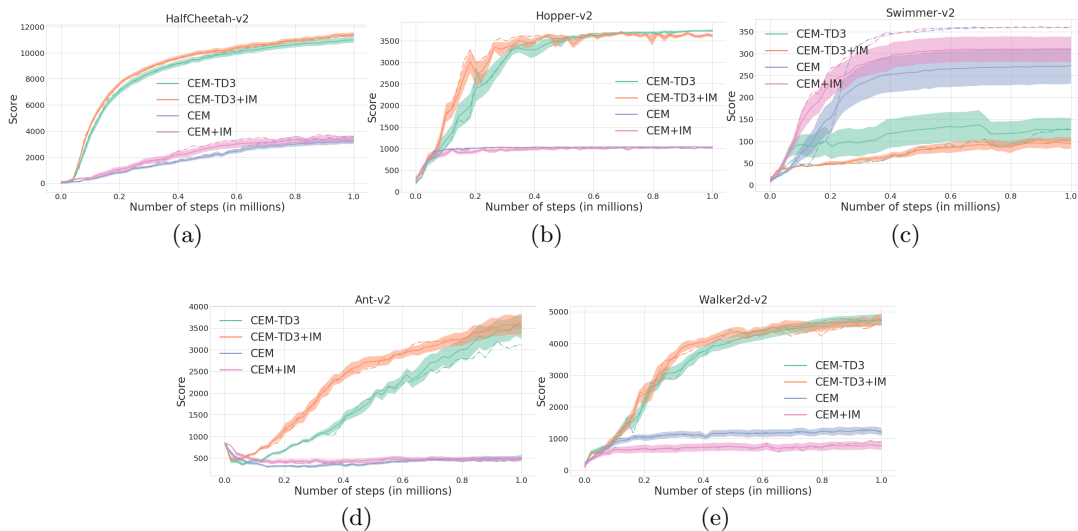 HalfCheetah-v2
12000
10000
8000
6000
4000
2000
0
Score
CEM-TD3
CEM-TD3+IM
CEM
CEM+IM
0.0 0.2 0.4 0.6 0.8 1.0
Number of steps (in millions)
(a)
Hopper-v2
3500
3000
2500
2000
1500
1000
500
0
Score
CEM-TD3
CEM-TD3+IM
CEM
CEM+IM
0.0 0.2 0.4 0.6 0.8 1.0
Number of steps (in millions)
(b)
Swimmer-v2
350
300
250
200
150
100
50
0
Score
CEM-TD3
CEM-TD3+IM
CEM
CEM+IM
0.0 0.2 0.4 0.6 0.8 1.0
Number of steps (in millions)
(c)
Ant-v2
4000
3500
3000
2500
2000
1500
1000
500
Score
CEM-TD3
CEM-TD3+IM
CEM
CEM+IM
0.0 0.2 0.4 0.6 0.8 1.0
Number of steps (in millions)
(d)
Walker2d-v2
5000
4000
3000
2000
1000
0
Score
CEM-TD3
CEM-TD3+IM
CEM
CEM+IM
0.0 0.2 0.4 0.6 0.8 1.0
Number of steps (in millions)
(e)